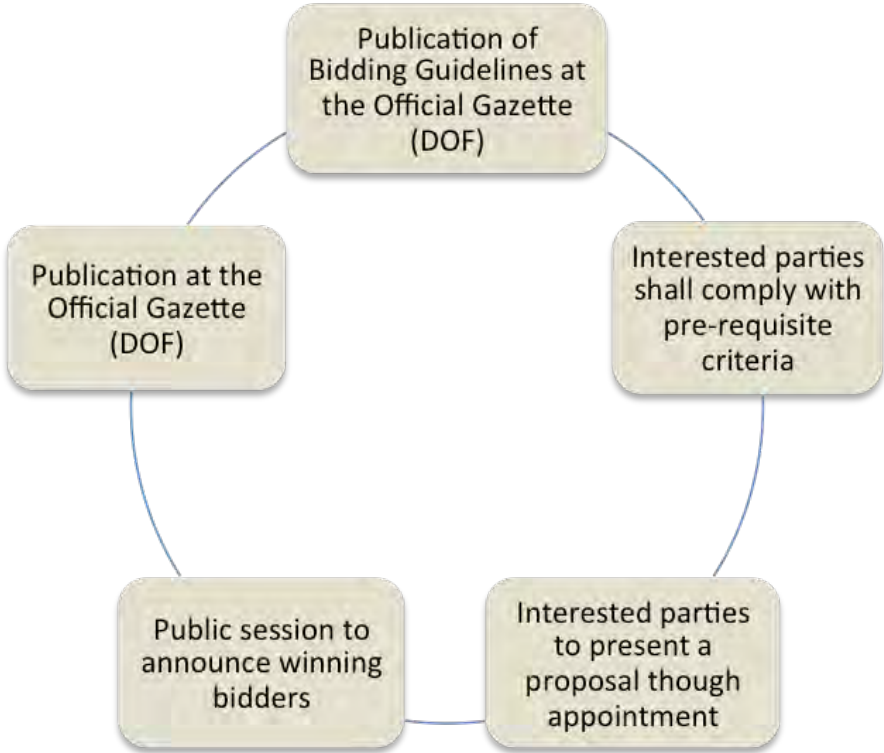 Publication of
Bidding Guidelines at
the Official Gazette
(DOF)
Interested parties
shall comply with
pre-requisite
criteria
Interested parties
to present a
proposal though
appointment
Public session to
announce winning
bidders
Publication at the
Official Gazette
(DOF)